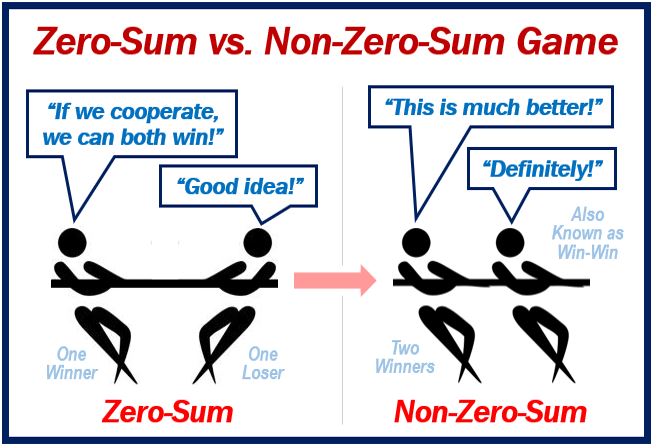 Zero-Sum vs. Non-Zero-Sum Game
“If we cooperate,
we can both win!”
“Good idea!”
One
Winner
One
Loser
Zero-Sum
“This is much better!”
“Definitely!”
Also
Known as
Win-Win
Two
Winners
Non-Zero-Sum